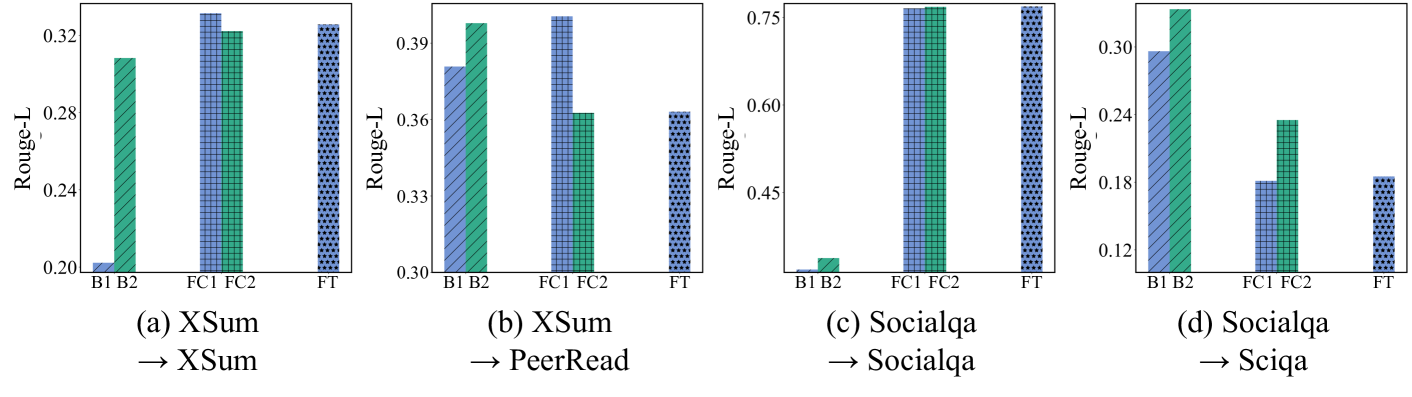 Rouge-L
0.32
0.28
0.24
0.20
B1 B2 FC1 FC2 FT
(a) XSum
→ XSum
Rouge-L
0.39
0.36
0.33
0.30
B1 B2 FC1 FC2 FT
(b) XSum
→ PeerRead
Rouge-L
0.75
0.60
0.45
B1 B2 FC1 FC2 FT
(c) Socialqa
→ Socialqa
Rouge-L
0.30
0.24
0.18
0.12
B1 B2 FC1 FC2 FT
(d) Socialqa
→ Sciqa